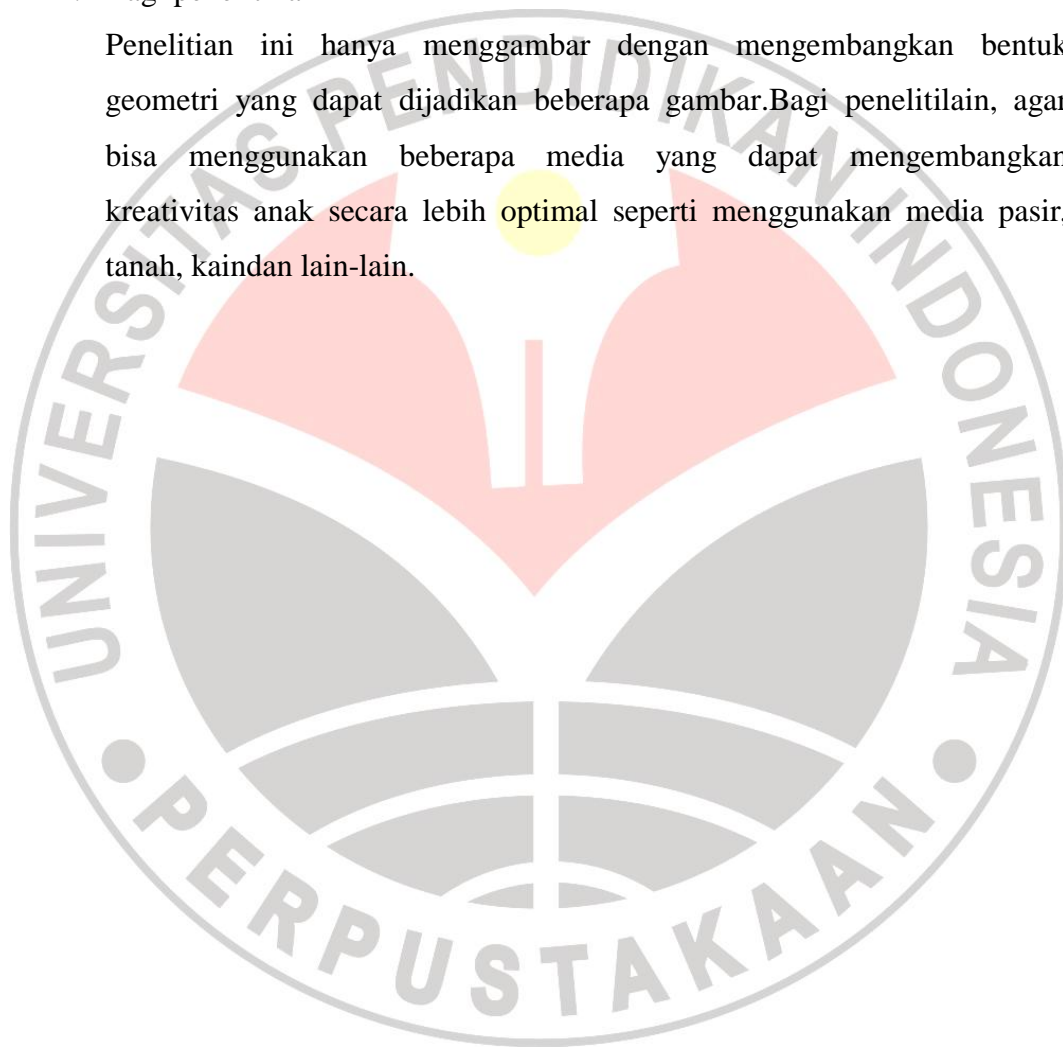 Penelitian ini hanya menggambar dengan mengembangkan bentuk
geometri yang dapat dijadikan beberapa gambar.Bagi penelitilain, agar
bisa menggunakan beberapa media yang dapat mengembangkan
kreativitas anak secara lebih optimal seperti menggunakan media pasir,
tanah, kaindan lain-lain.
UNIVERSITAS PENDIDIKAN INDONESIA
PERPUSTAKAAN